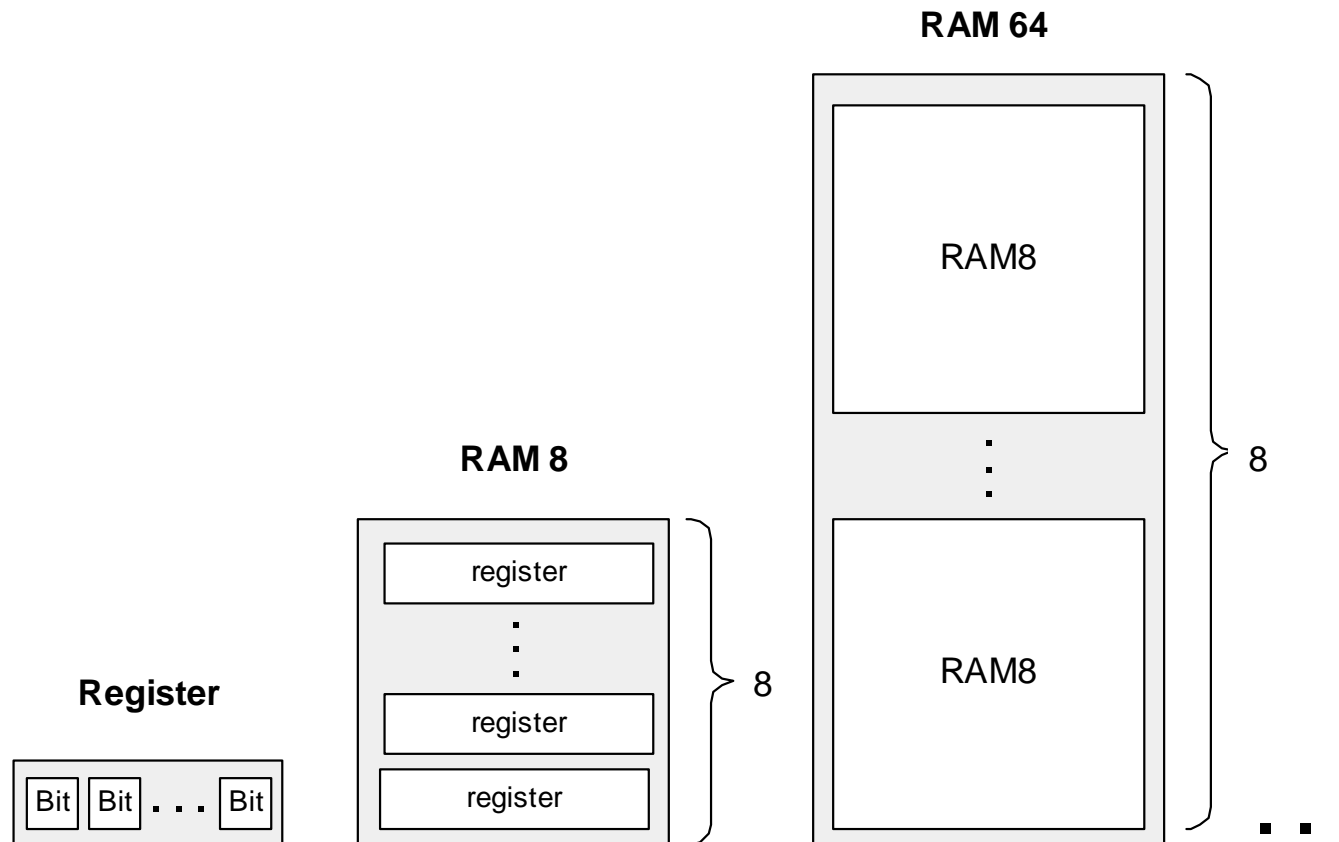 RAM 64
RAM8
8
RAM8
RAM 8
register
8
register
register
Register
Bit Bit . . . Bit